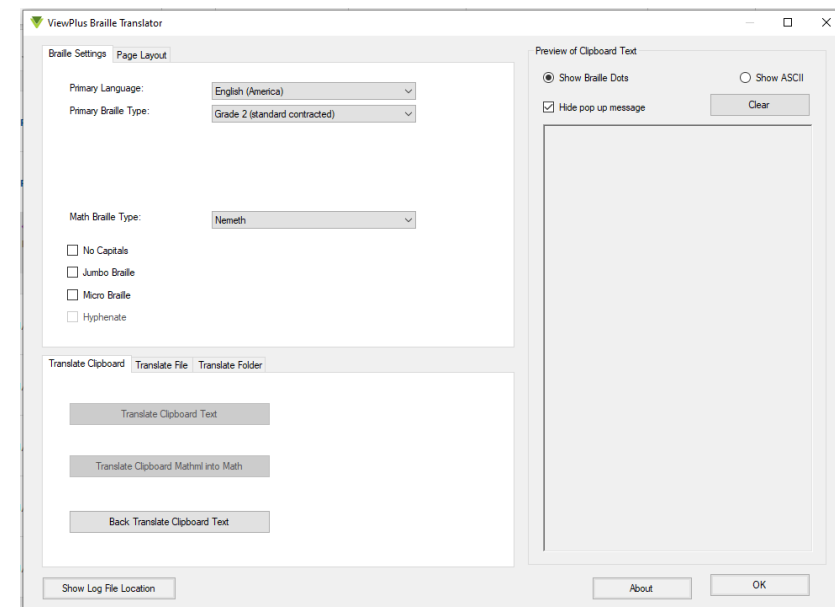 ViewPlus Braille Translator
Braille Settings
Page Layout
Primary Language:
English (America)
Primary Braille Type:
Grade 2 (standard contracted)
Math Braille Type:
Nemeth
No Capitals
Jumbo Braille
Micro Braille
Hyphenate
Translate Clipboard
Translate File
Translate Folder
Translate Clipboard Text
Translate Clipboard Mathml into Math
Back Translate Clipboard Text
Show Log File Location
Preview of Clipboard Text
Show Braille Dots
Show ASCII
Hide pop up message
Clear
About
OK